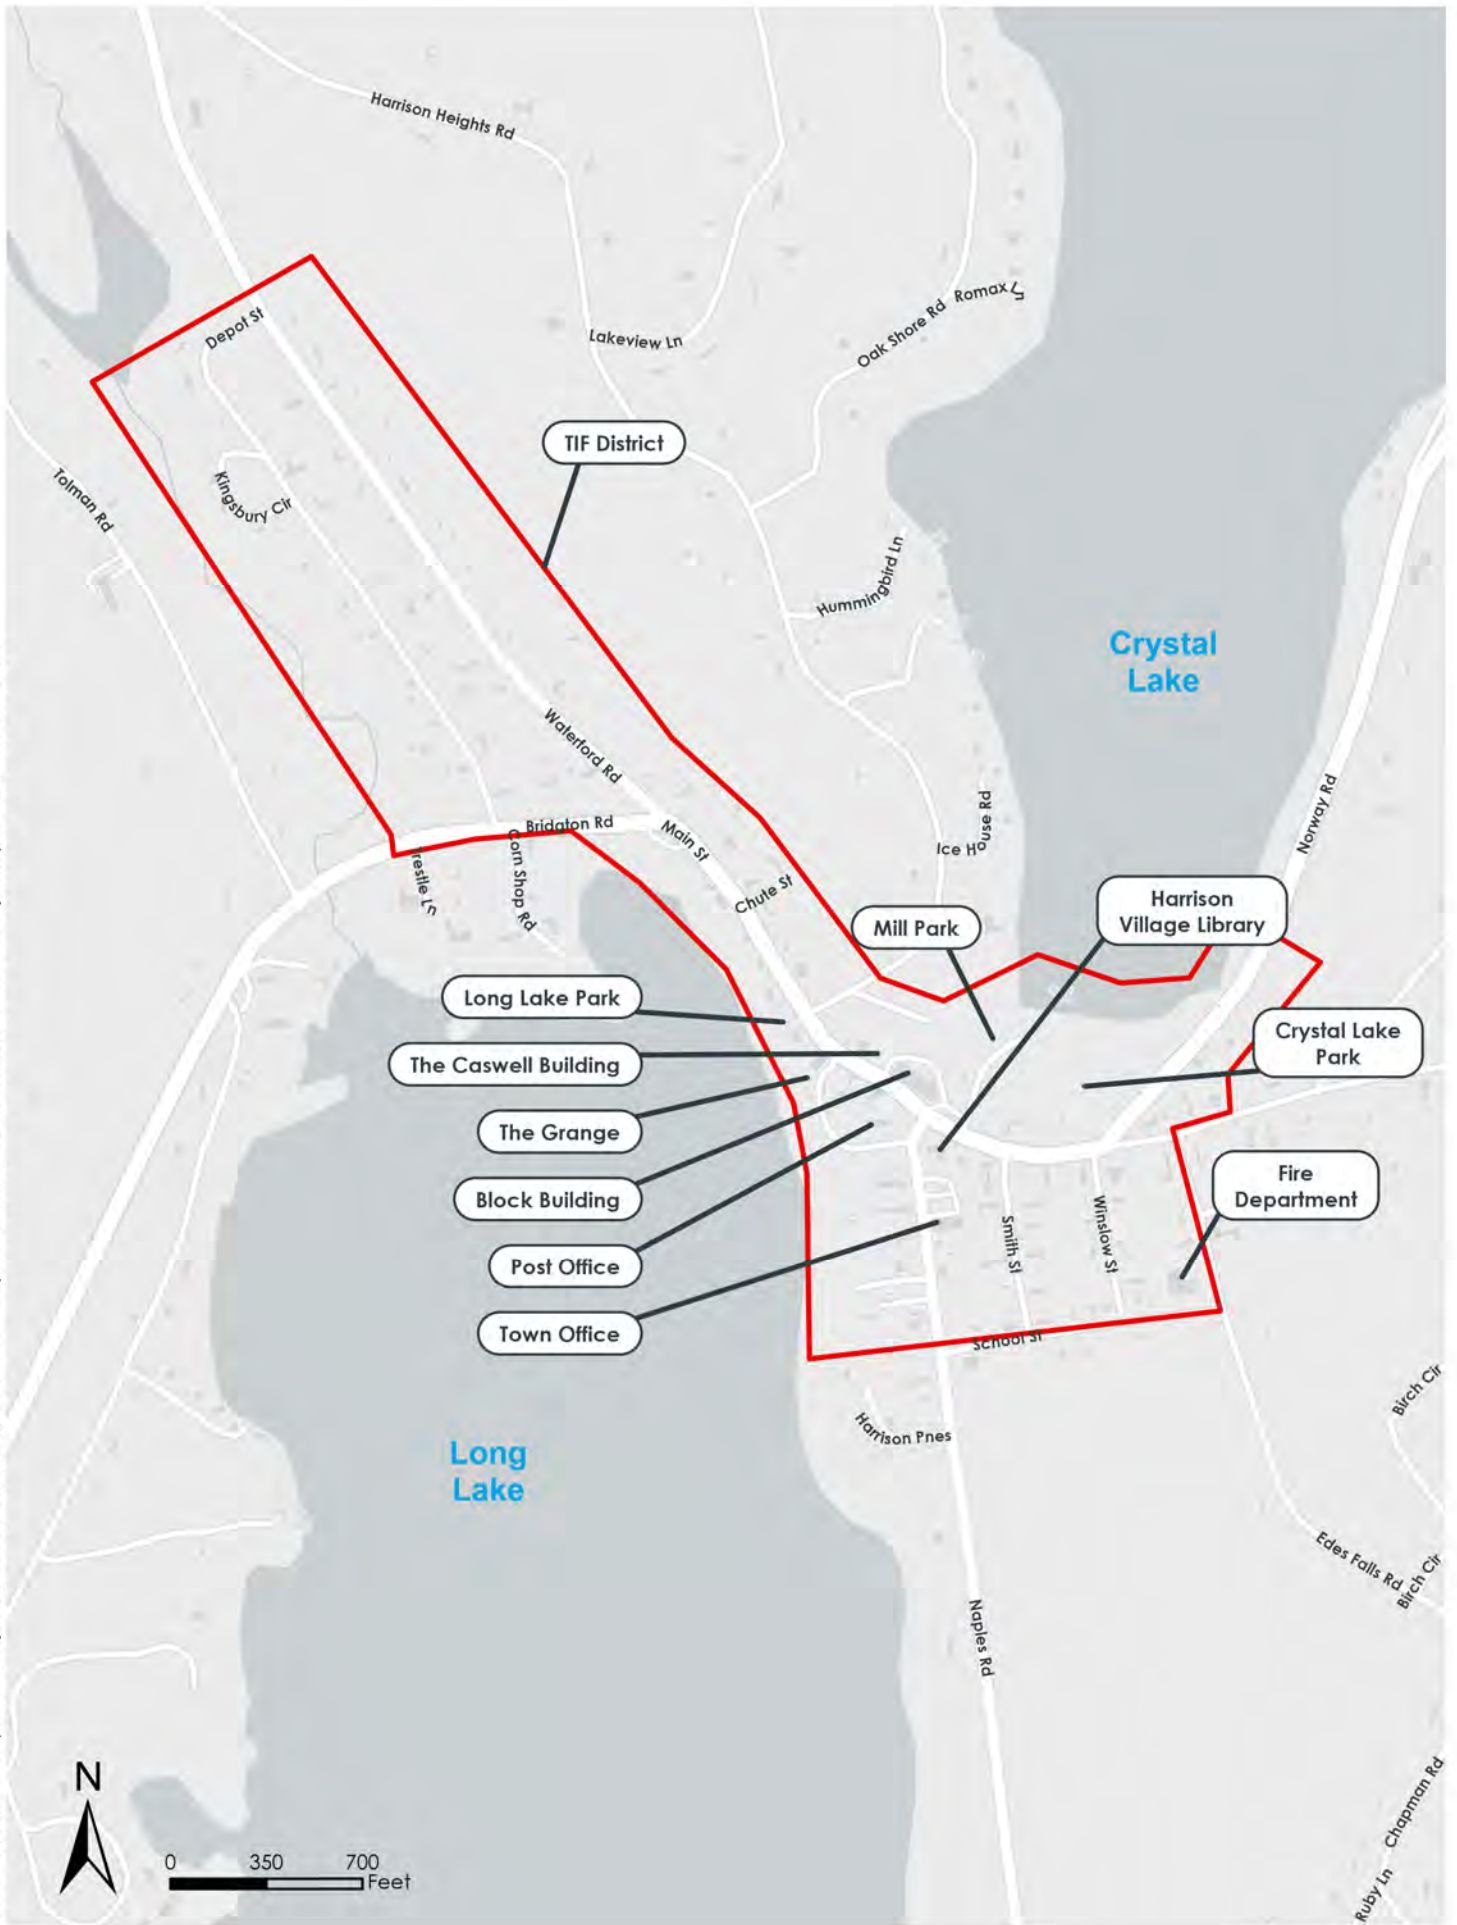 Harrison Heights Rd
Romax Ln
Oak Shore Rd
Depot St
Lakeview Ln
TIF District
Tolman Rd
Kingsbury Cir
Hummingbird Ln
Crystal
Lake
Waterford Rd
Norway Rd
Bridgton Rd
Main St
Ice House Rd
Trestle Ln
Corn Shop Rd
Chute St
Mill Park
Harrison
Village Library
Long Lake Park
The Caswell Building
Crystal Lake
Park
The Grange
Block Building
Fire
Department
Post Office
Smith St
Winslow St
Town Office
School St
Harrison Pnes
Birch Cir
Long
Lake
Edes Falls Rd
Birch Cir
Naples Rd
Chapman Rd
Ruby Ln
N
0 350 700
Feet